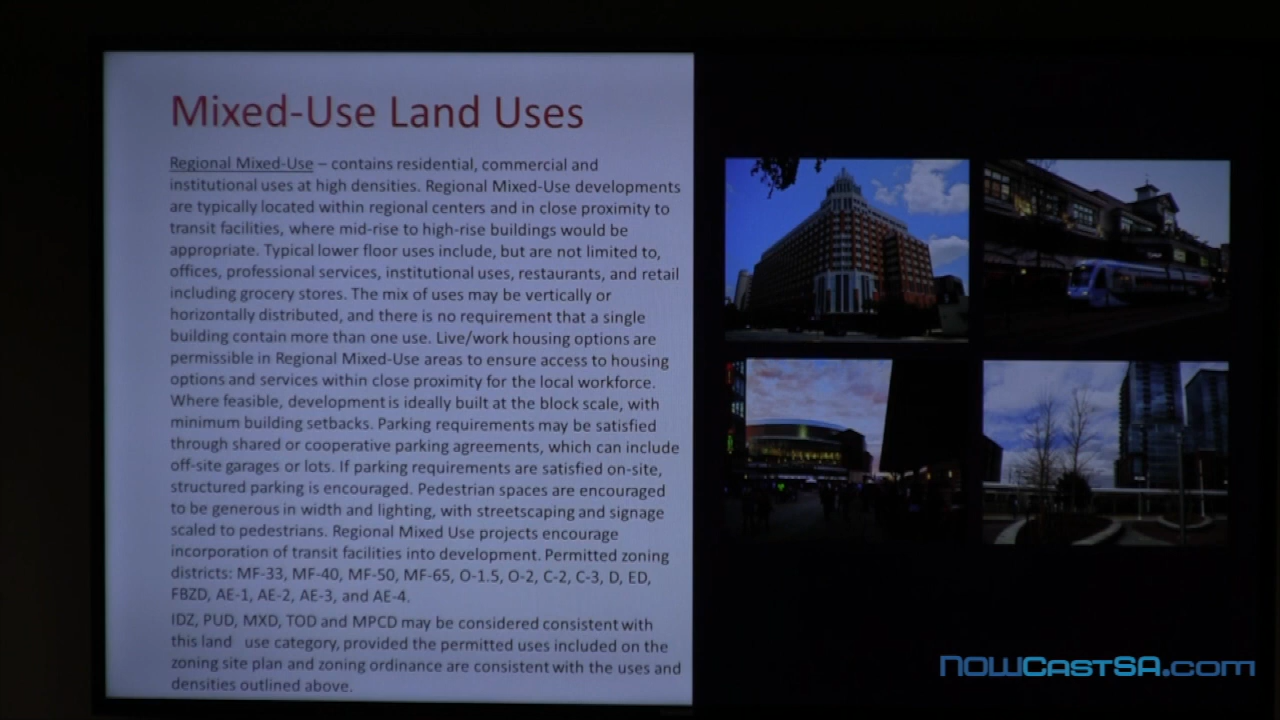 Mixed-Use Land Uses
Regional Mixed-Use – contains residential, commercial and
institutional uses at high densities. Regional Mixed-Use developments
are typically located within regional centers and in close proximity to
transit facilities, where mid-rise to high-rise buildings would be
appropriate. Typical lower floor uses include, but are not limited to,
offices, professional services, institutional uses, restaurants, and retail
including grocery stores. The mix of uses may be vertically or
horizontally distributed, and there is no requirement that a single
building contain more than one use. Live/work housing options are
permissible in Regional Mixed-Use areas to ensure access to housing
options and services within close proximity for the local workforce.
Where feasible, development is ideally built at the block scale, with
minimum building setbacks. Parking requirements may be satisfied
through shared or cooperative parking agreements, which can include
off-site garages or lots. If parking requirements are satisfied on-site,
structured parking is encouraged. Pedestrian spaces are encouraged
to be generous in width and lighting, with streetscaping and signage
scaled to pedestrians. Regional Mixed Use projects encourage
incorporation of transit facilities into development. Permitted zoning
districts: MF-33, MF-40, MF-50, MF-65, O-1.5, O-2, C-2, C-3, D, ED,
FBZD, AE-1, AE-2, AE-3, and AE-4.
IDZ, PUD, MXD, TOD and MPCD may be considered consistent with
this land use category, provided the permitted uses included on the
zoning site plan and zoning ordinance are consistent with the uses and
densities outlined above.
NOWCASTSA.com